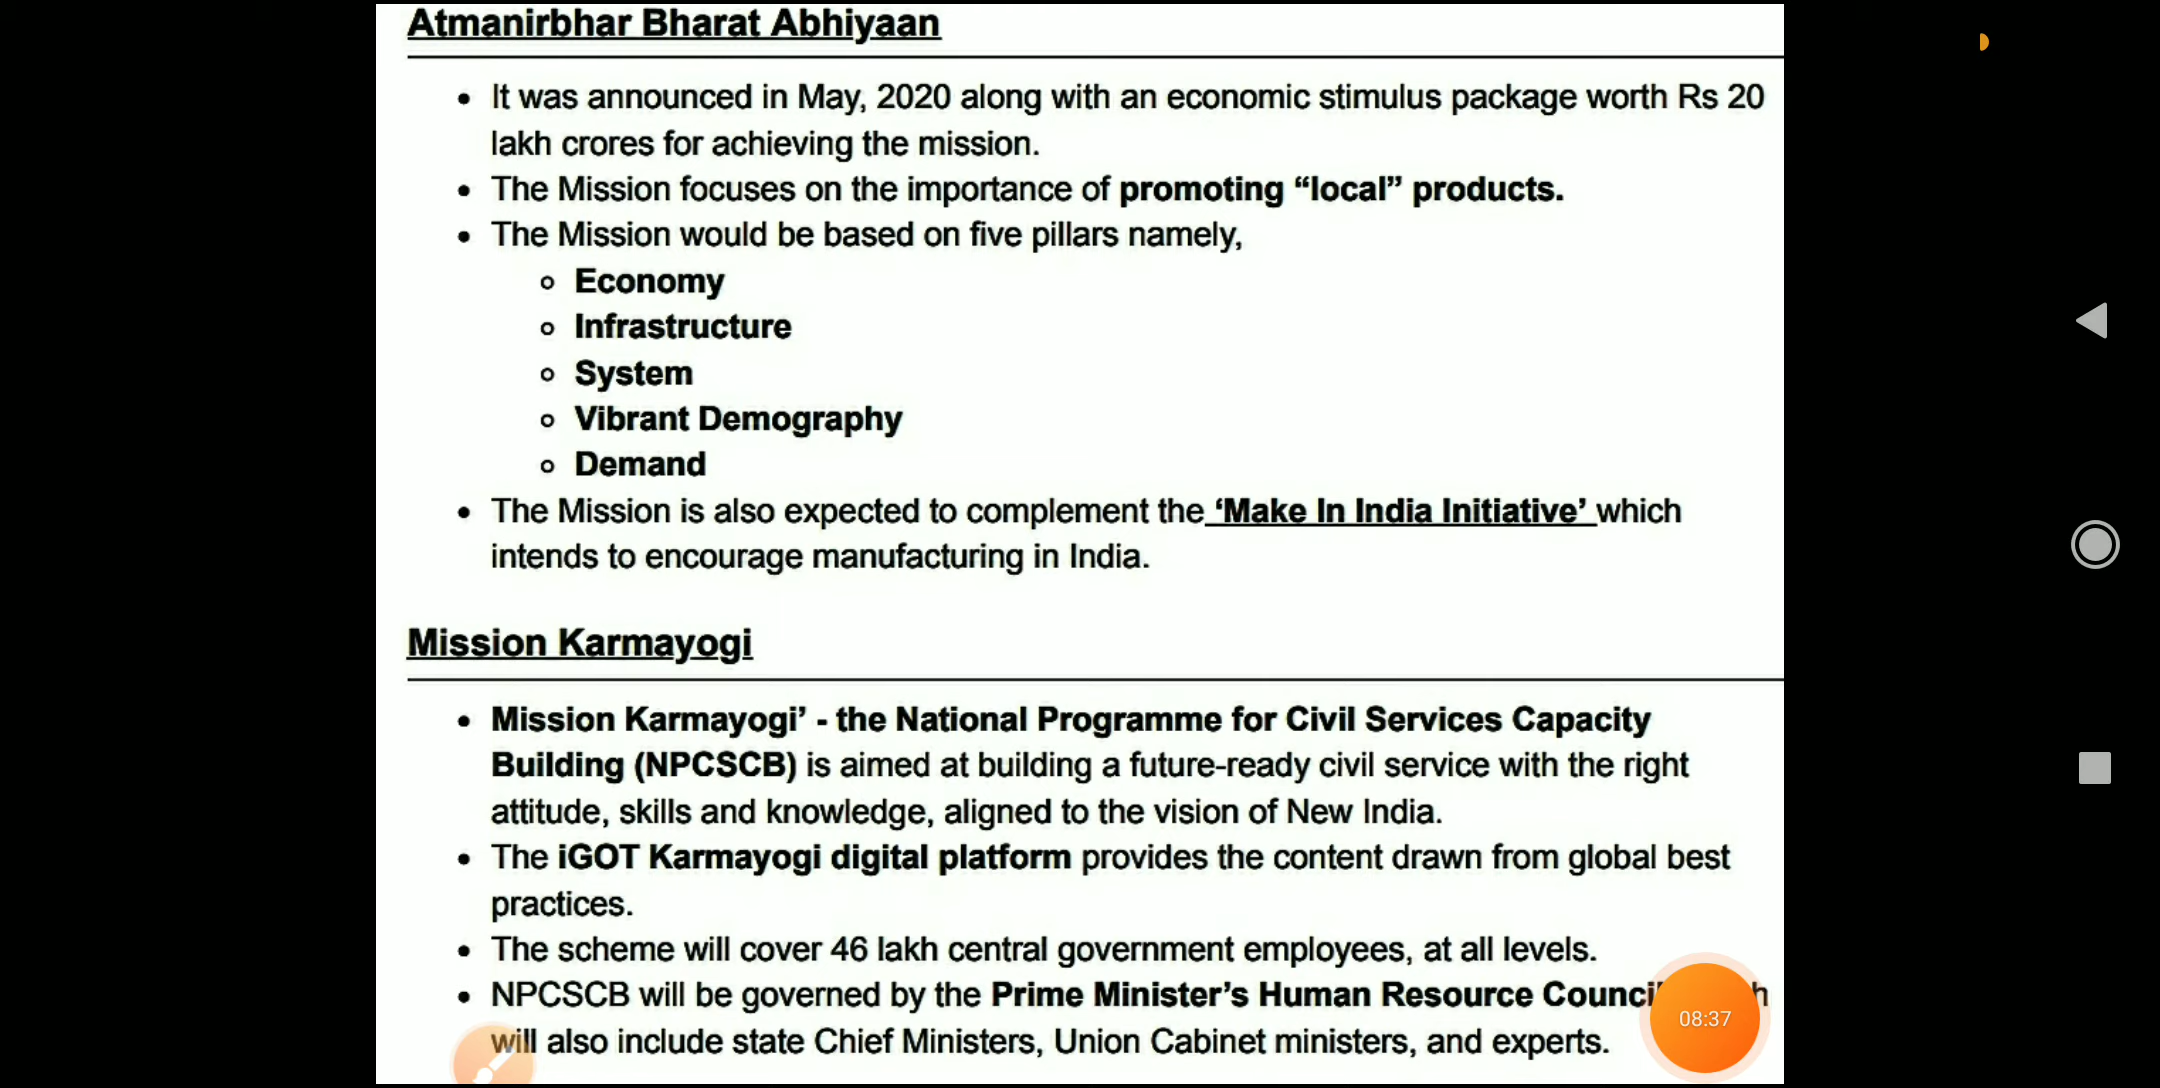 Atmanirbhar Bharat Abhiyaan
• It was announced in May, 2020 along with an economic stimulus package worth Rs 20
lakh crores for achieving the mission.
• The Mission focuses on the importance of promoting “local” products.
• The Mission would be based on five pillars namely,
○ Economy
○ Infrastructure
○ System
○ Vibrant Demography
○ Demand
• The Mission is also expected to complement the ‘Make In India Initiative’ which
intends to encourage manufacturing in India.
Mission Karmayogi
• Mission Karmayogi’ - the National Programme for Civil Services Capacity
Building (NPCSCB) is aimed at building a future-ready civil service with the right
attitude, skills and knowledge, aligned to the vision of New India.
• The iGOT Karmayogi digital platform provides the content drawn from global best
practices.
• The scheme will cover 46 lakh central government employees, at all levels.
• NPCSCB will be governed by the Prime Minister’s Human Resource
will also include state Chief Ministers, Union Cabinet ministers, and experts.
08:37